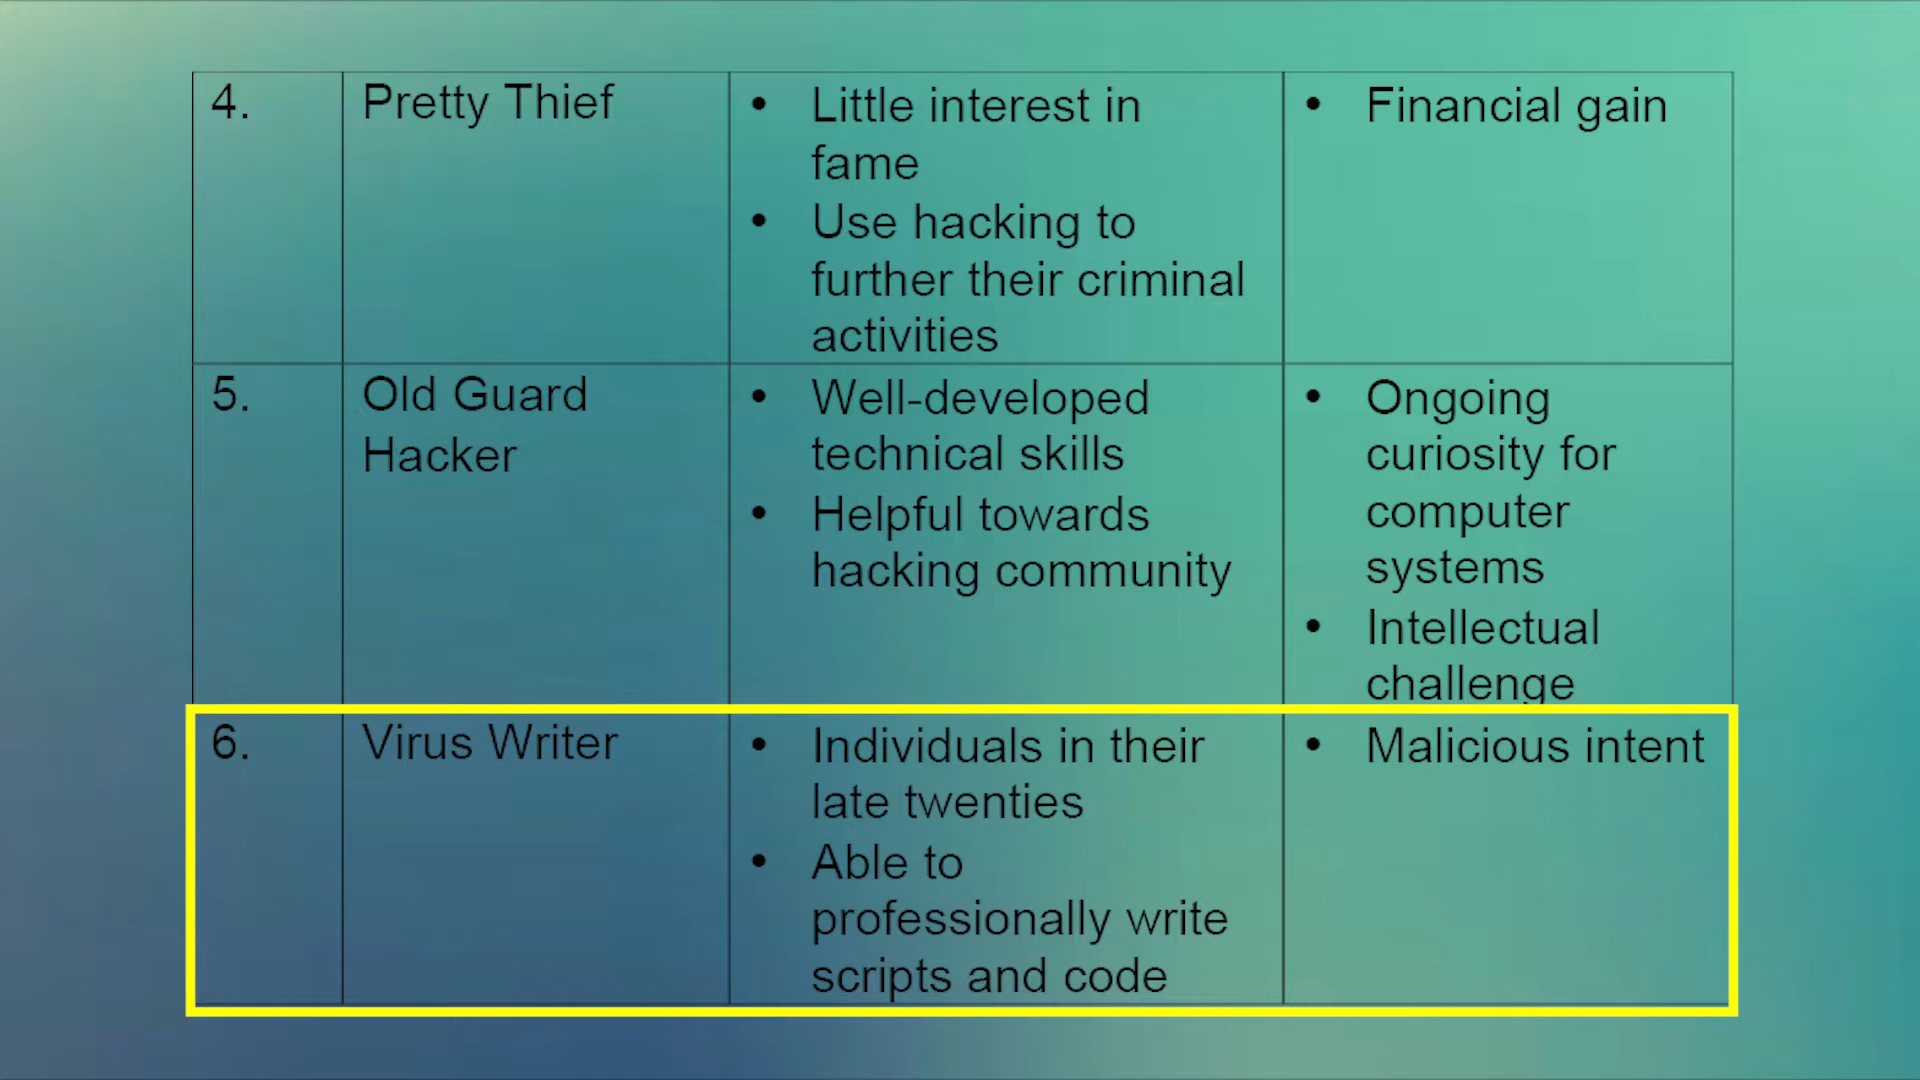 4.
Pretty Thief
• Little interest in
fame
• Use hacking to
further their criminal
activities
• Financial gain
5.
Old Guard
Hacker
• Well-developed
technical skills
• Helpful towards
hacking community
• Ongoing
curiosity for
computer
systems
• Intellectual
challenge
6.
Virus Writer
• Individuals in their
late twenties
• Able to
professionally write
scripts and code
• Malicious intent